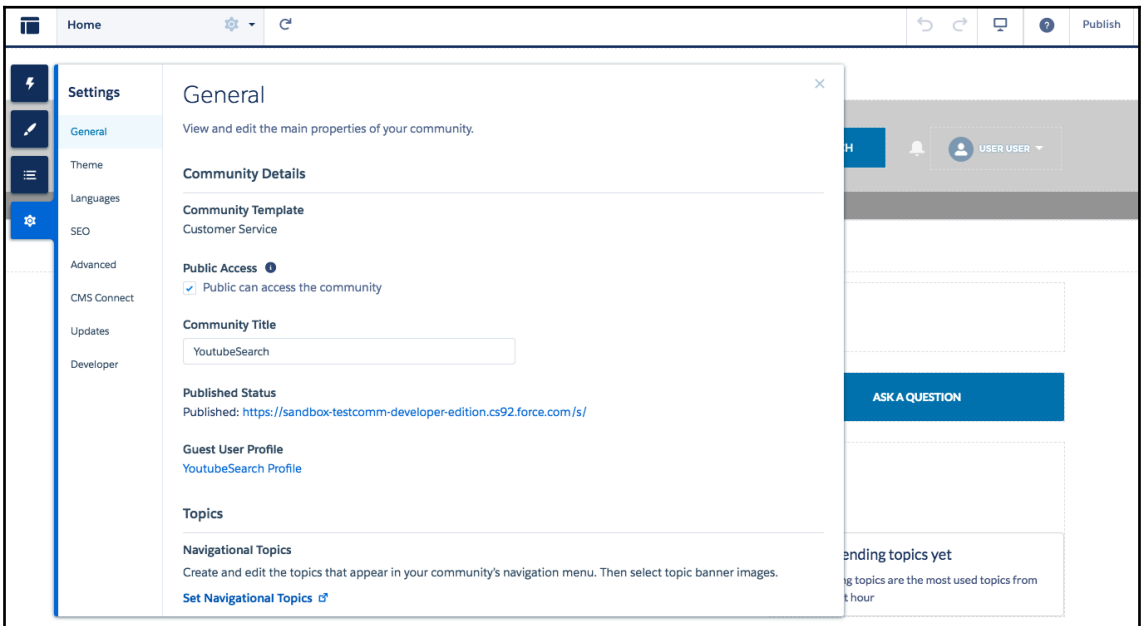 Home
Publish
Settings
General
Theme
Languages
SEO
Advanced
CMS Connect
Updates
Developer
General
View and edit the main properties of your community.
Community Details
Community Template
Customer Service
Public Access
Public can access the community
Community Title
YoutubeSearch
Published Status
Published: https://sandbox-testcomm-developer-edition.cs92.force.com/s/
Guest User Profile
YoutubeSearch Profile
Topics
Navigational Topics
Create and edit the topics that appear in your community's navigation menu. Then select topic banner images.
Set Navigational Topics
H
USER USER
ASK A QUESTION
ending topics yet
ng topics are the most used topics from
t hour